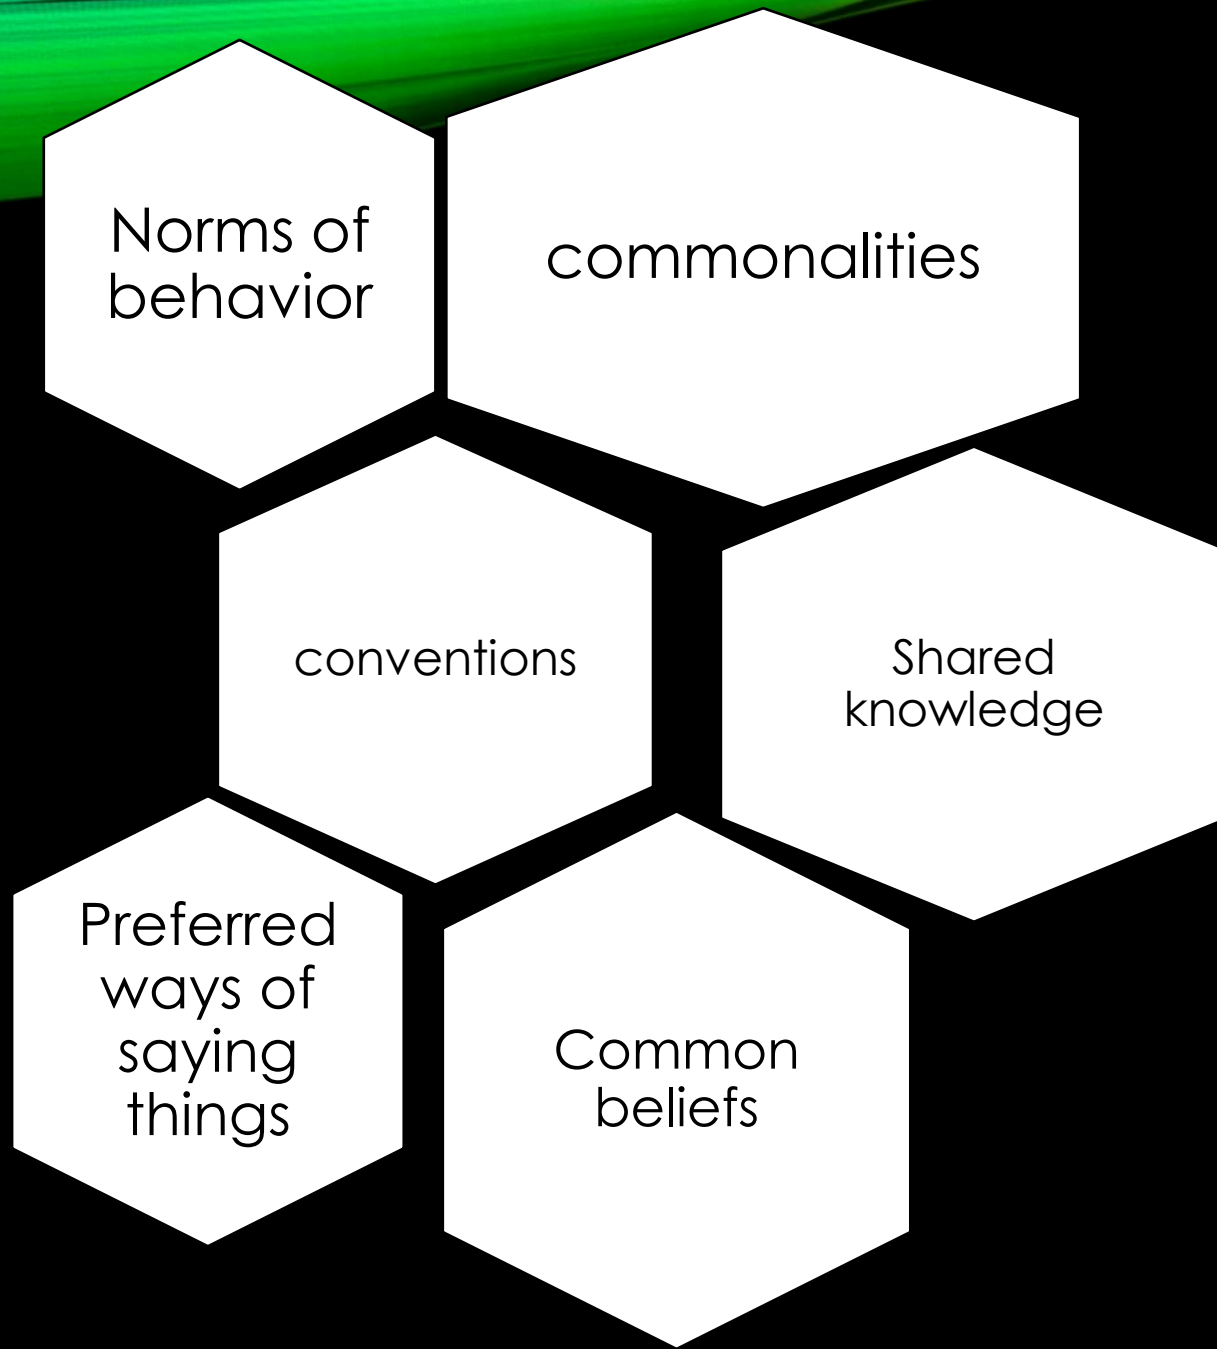 Norms of
behavior
commonalities
conventions
Shared
knowledge
Preferred
ways of
saying
things
Common
beliefs